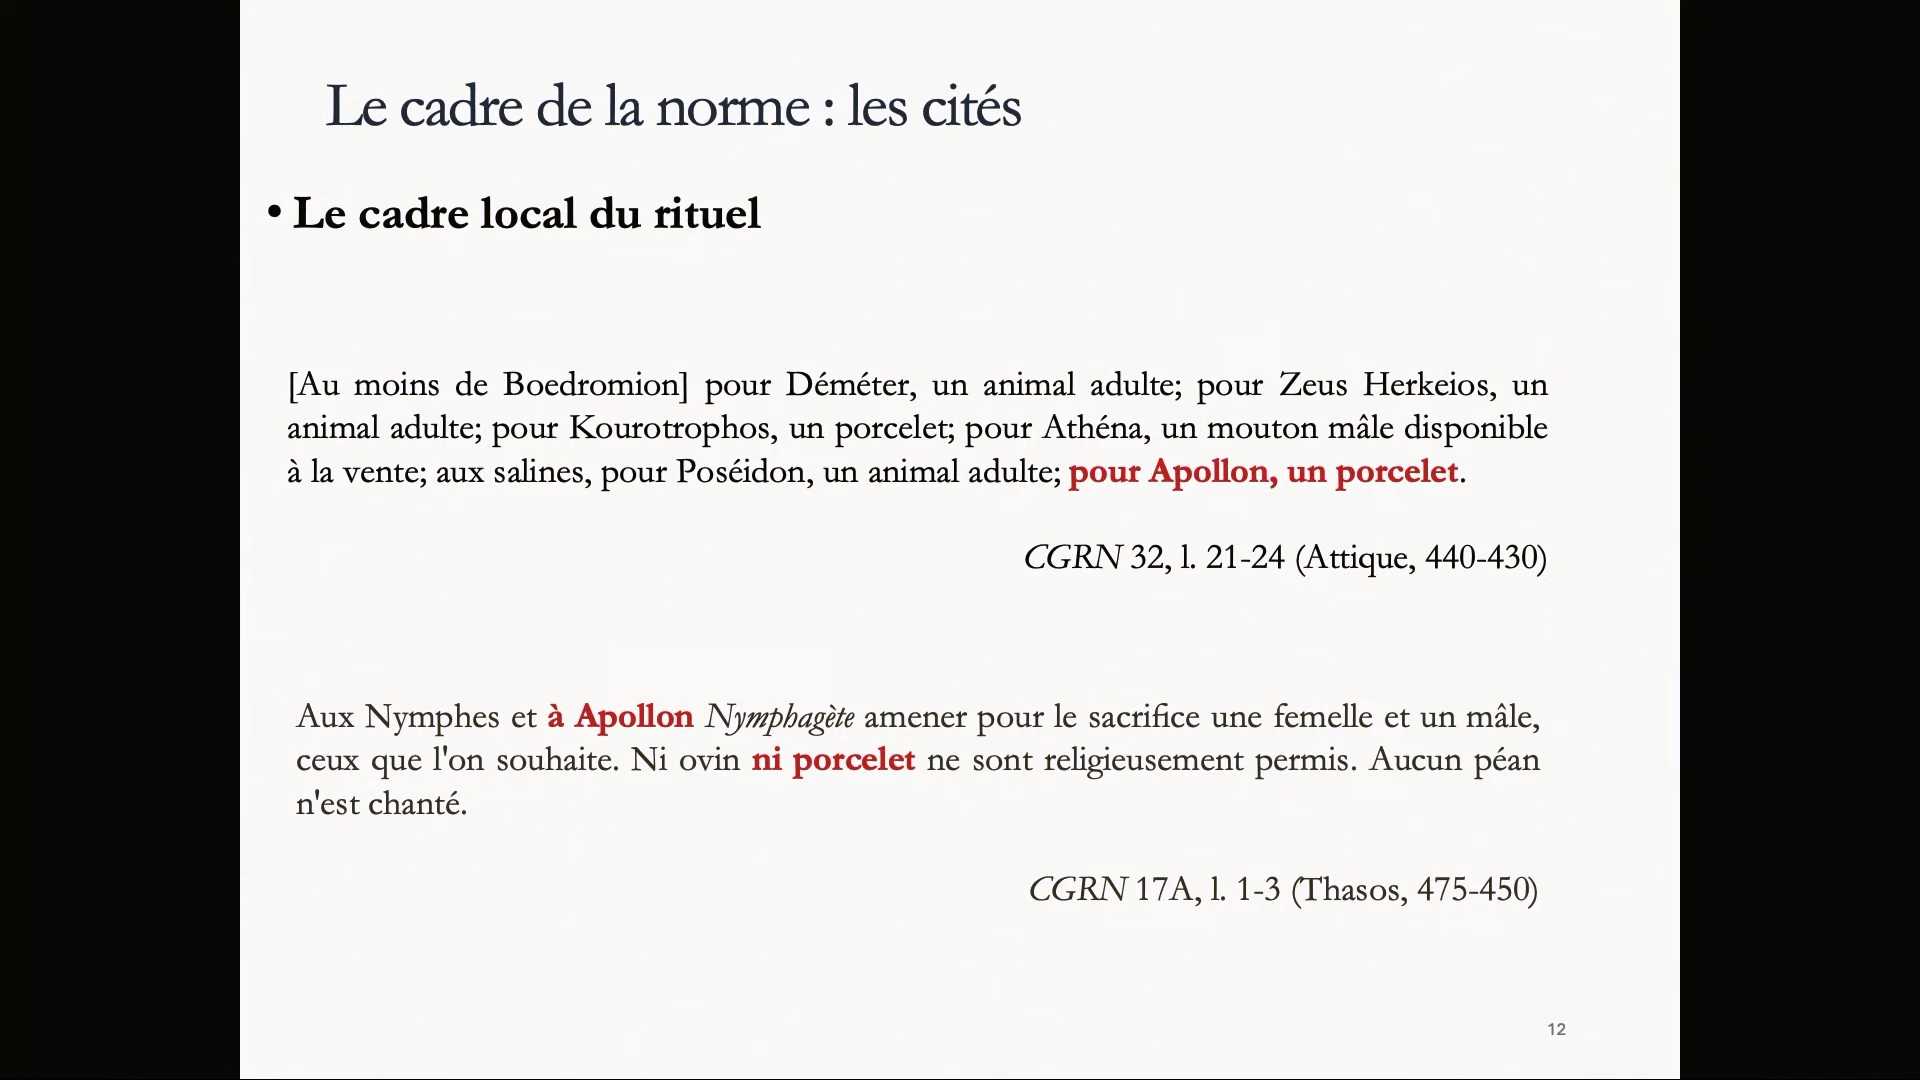 Le cadre de la norme : les cités
• Le cadre local du rituel
[Au moins de Boedromion] pour Déméter, un animal adulte; pour Zeus Herkeios, un
animal adulte; pour Kourotrophos, un porcelet; pour Athéna, un mouton mâle disponible
à la vente; aux salines, pour Poséidon, un animal adulte; pour Apollon, un porcelet.
CGRN 32, l. 21-24 (Attique, 440-430)
Aux Nymphes et à Apollon Nymphagète amener pour le sacrifice une femelle et un mâle,
ceux que l'on souhaite. Ni ovin ni porcelet ne sont religieusement permis. Aucun péan
n'est chanté.
CGRN 17A, l. 1-3 (Thasos, 475-450)
12